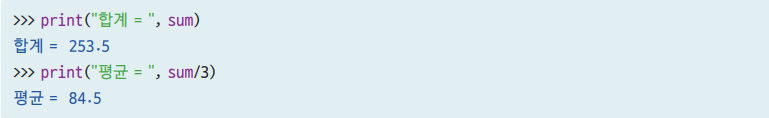 >>> print("합계 = ", sum)
합계 =  253.5
>>> print("평균 = ", sum/3)
평균 =  84.5